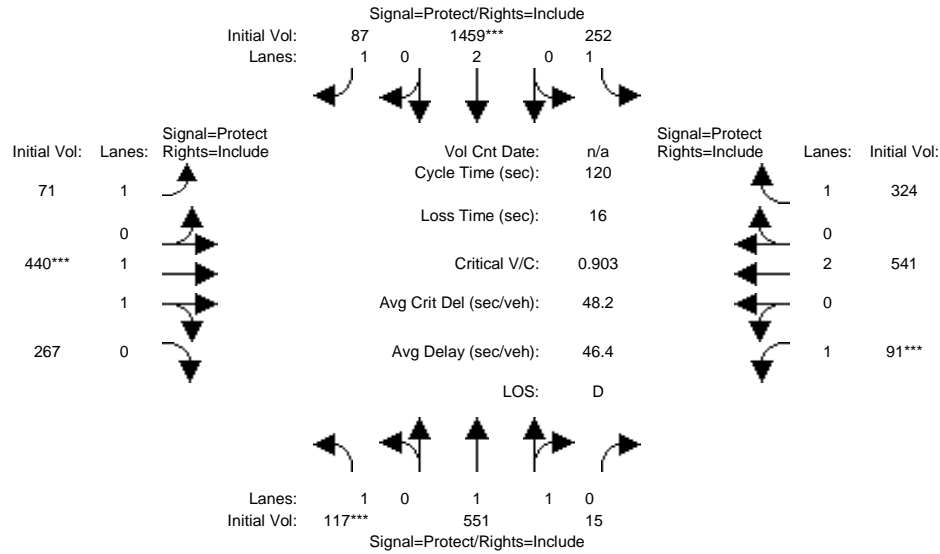 Signal=Protect/Rights=Include
Initial Vol: 87 1459*** 252
Lanes: 1 0 2 0 1
Signal=Protect
Initial Vol: Lanes: Rights=Include
Vol Cnt Date: n/a
Signal=Protect
Rights=Include Lanes: Initial Vol:
Cycle Time (sec): 120
71 1
1 324
Loss Time (sec): 16
0
0
440*** 1
Critical V/C: 0.903
2 541
1
Avg Crit Del (sec/veh): 48.2
0
267 0
Avg Delay (sec/veh): 46.4
1 91***
LOS: D
Lanes: 1 0 1 1 0
Initial Vol: 117*** 551 15
Signal=Protect/Rights=Include